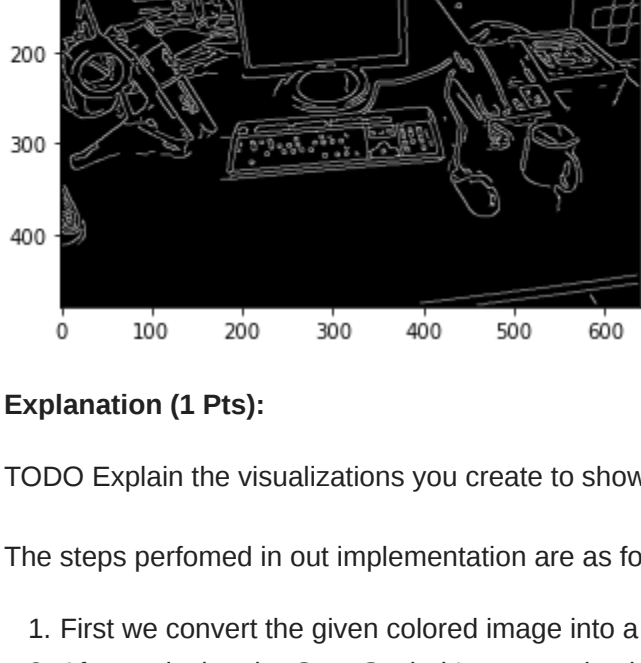 200
300
400
0 100 200 300 400 500 600
Explanation (1 Pts):
TODO Explain the visualizations you create to show
The steps perfomed in out implementation are as fo
1. First we convert the given colored image into a